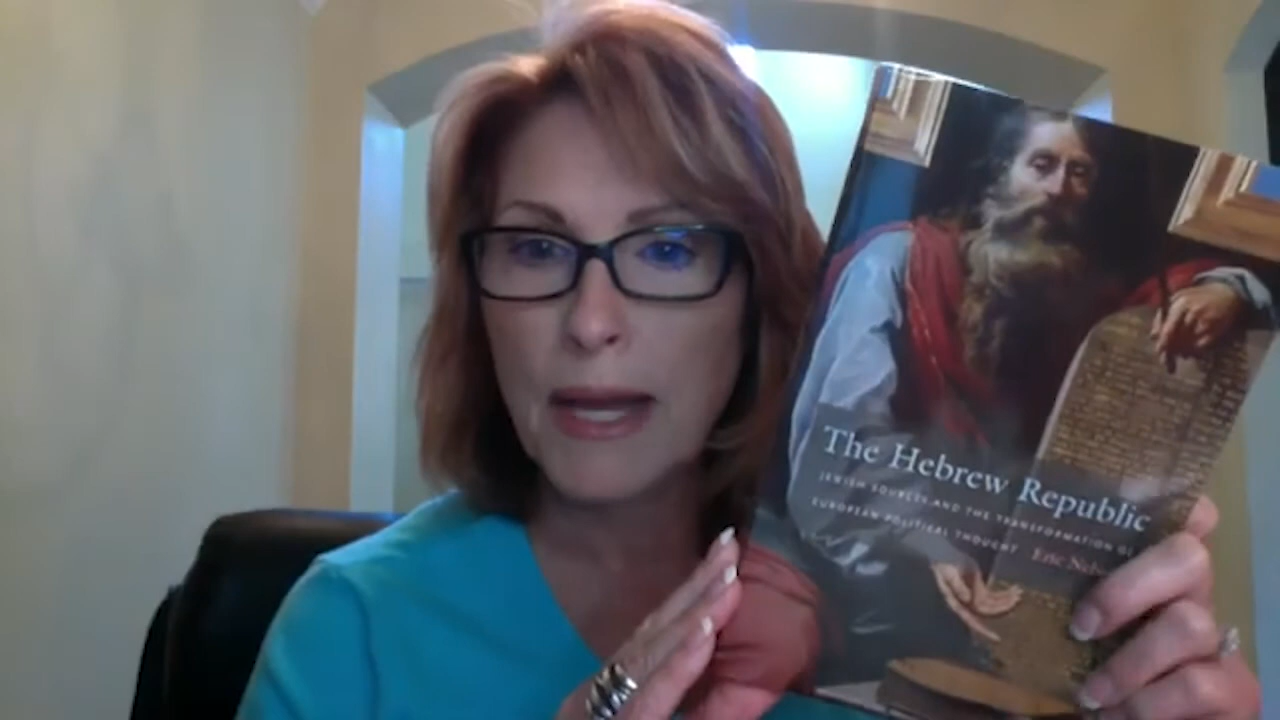 The Hebrew Republic
JEWISH SOURCES AND THE TRANSFORMATION OF
EUROPEAN POLITICAL THOUGHT Eric